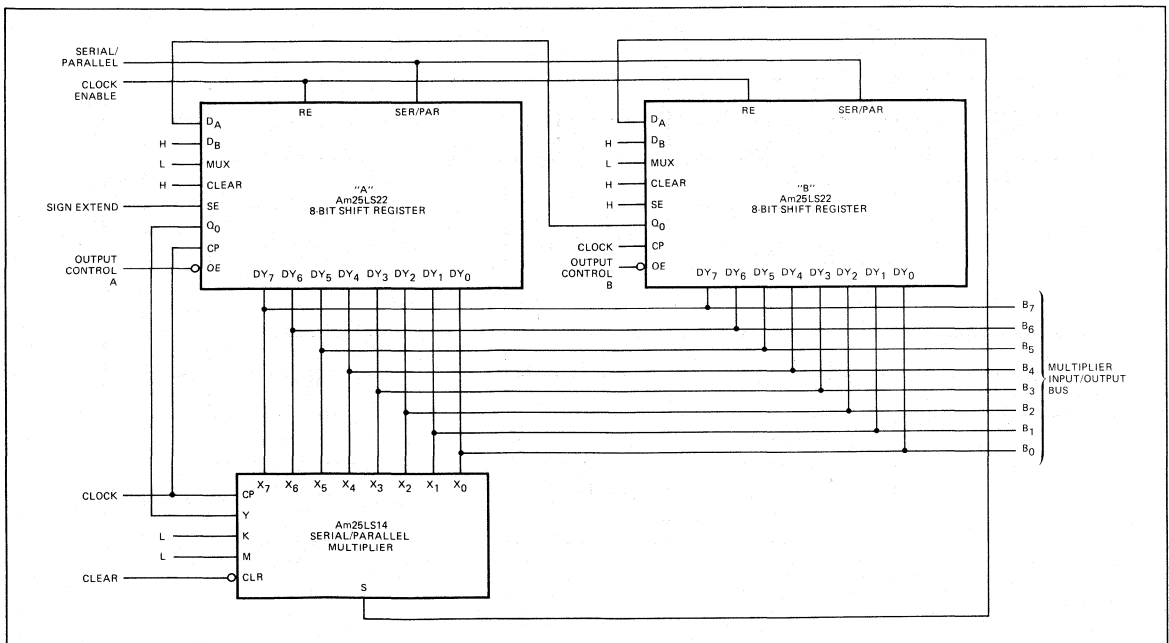 SERIAL/
PARALLEL
CLOCK
ENABLE
RE
SER/PAR
DA
H
DB
L
MUX
H
CLEAR
SIGN EXTEND
SE
Q0
CP
OUTPUT
CONTROL
A
OE
"A"
Am25LS22
8-BIT SHIFT REGISTER
DY7 DY6 DY5 DY4 DY3 DY2 DY1 DY0
RE
SER/PAR
DA
H
DB
L
MUX
H
CLEAR
H
SE
Q0
CLOCK
CP
OUTPUT
CONTROL
B
OE
"B"
Am25LS22
8-BIT SHIFT REGISTER
DY7 DY6 DY5 DY4 DY3 DY2 DY1 DY0
B7
B6
B5
B4
B3
B2
B1
B0
MULTIPLIER
INPUT/OUTPUT
BUS
X7 X6 X5 X4 X3 X2 X1 X0
CLOCK
CP
Y
L
K
L
M
CLEAR
CLR
Am25LS14
SERIAL/PARALLEL
MULTIPLIER
S